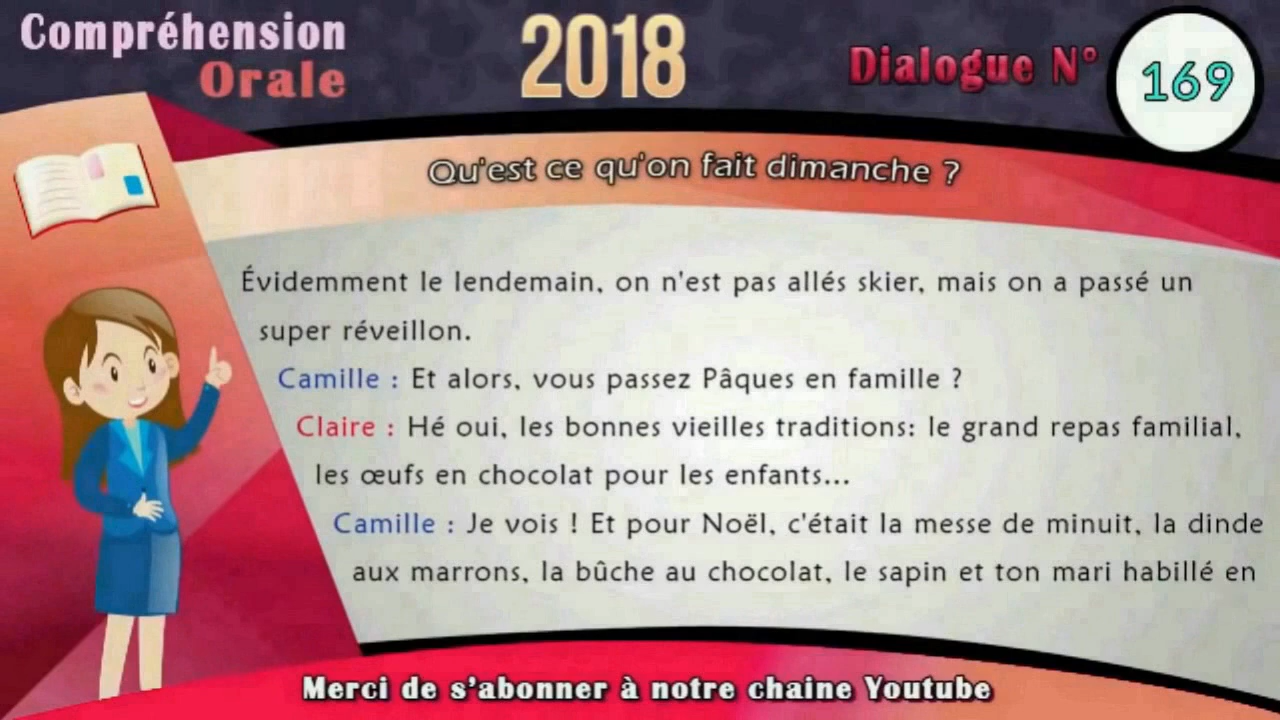 Compréhension
Orale
2018
Dialogue N°
169
Qu'est ce qu'on fait dimanche ?
Évidemment le lendemain, on n'est pas allés skier, mais on a passé un
super réveillon.
Camille : Et alors, vous passez Pâques en famille ?
Claire : Hé oui, les bonnes vieilles traditions: le grand repas familial,
les œufs en chocolat pour les enfants...
Camille : Je vois ! Et pour Noël, c'était la messe de minuit, la dinde
aux marrons, la bûche au chocolat, le sapin et ton mari habillé en
Merci de s'abonner à notre chaine Youtube